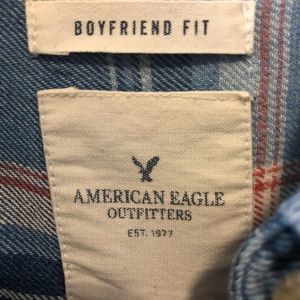 BOYFRIEND FIT
AMERICAN EAGLE
OUTFITTERS
EST. 1977